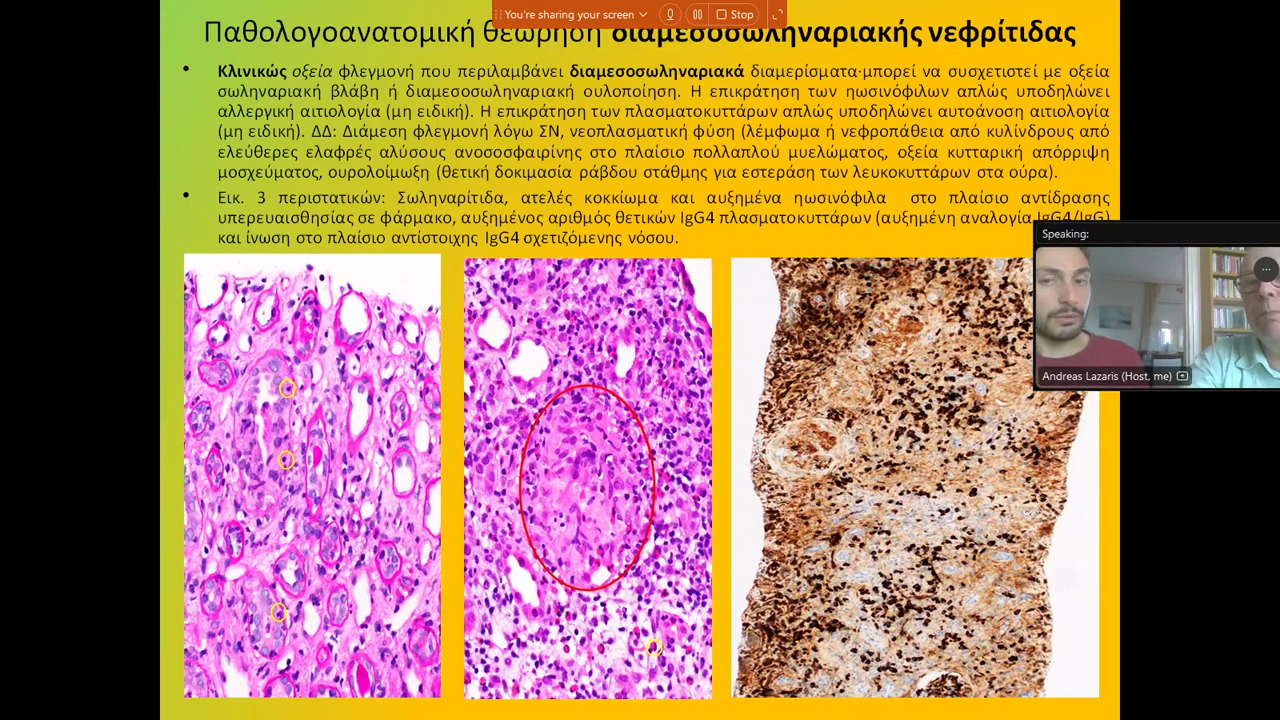 You're sharing your screen
Stop
Παθολογοανατομική θεώρηση διαμεσοσωληναριακής νεφρίτιδας
• Κλινικώς οξεία φλεγμονή που περιλαμβάνει διαμεσοσωληναριακά διαμερίσματα·μπορεί να συσχετιστεί με οξεία
σωληναριακή βλάβη ή διαμεσοσωληναριακή ουλοποίηση. Η επικράτηση των ηωσινόφιλων απλώς υποδηλώνει
αλλεργική αιτιολογία (μη ειδική). Η επικράτηση των πλασματοκυττάρων απλώς υποδηλώνει αυτοάνοση αιτιολογία
(μη ειδική). ΔΔ: Διάμεση φλεγμονή λόγω ΣΝ, νεοπλασματική φύση (λέμφωμα ή νεφροπάθεια από κυλίνδρους από
ελεύθερες ελαφρές αλύσους ανοσοσφαιρίνης στο πλαίσιο πολλαπλού μυελώματος, οξεία κυτταρική απόρριψη
μοσχεύματος, ουρολοίμωξη (θετική δοκιμασία ράβδου στάθμης για εστεράση των λευκοκυττάρων στα ούρα).
• Εικ. 3 περιστατικών: Σωληναρίτιδα, ατελές κοκκίωμα και αυξημένα ηωσινόφιλα στο πλαίσιο αντίδρασης
υπερευαισθησίας σε φάρμακο, αυξημένος αριθμός θετικών IgG4 πλασματοκυττάρων (αυξημένη αναλογία IgG4/IgG)
και ίνωση στο πλαίσιο αντίστοιχης IgG4 σχετιζόμενης νόσου.
Speaking:
Andreas Lazaris (Host, me)